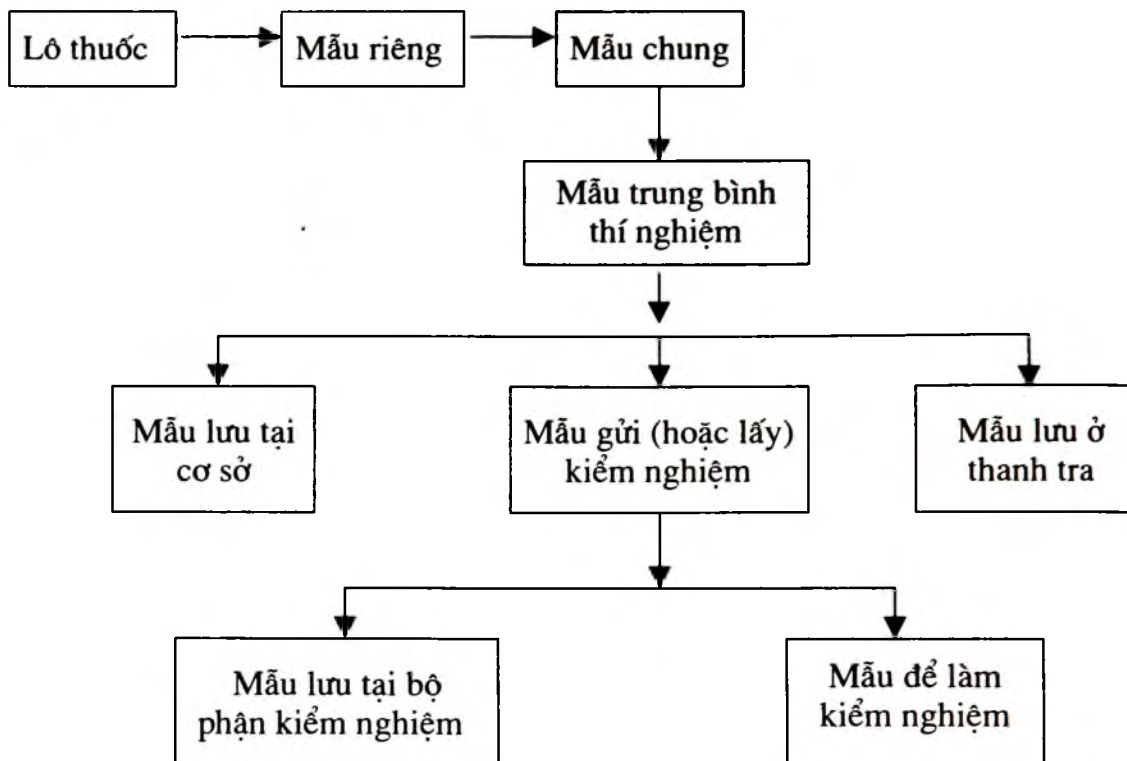 Lô thuốc
Mẫu riêng
Mẫu chung
Mẫu trung bình
thí nghiệm
Mẫu lưu tại
cơ sở
Mẫu gửi (hoặc lấy)
kiểm nghiệm
Mẫu lưu ở
thanh tra
Mẫu lưu tại bộ
phận kiểm nghiệm
Mẫu để làm
kiểm nghiệm